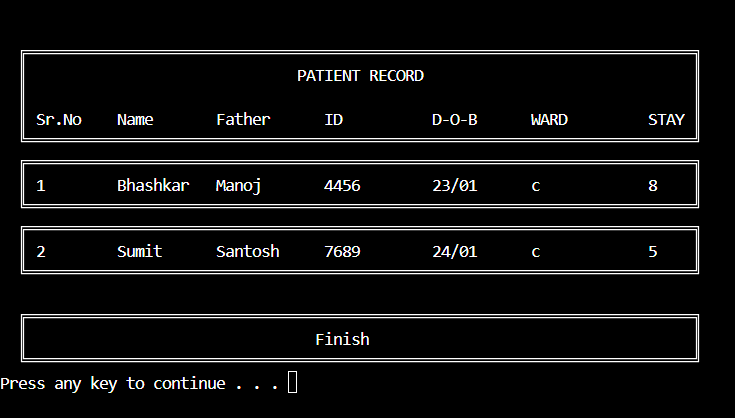 PATIENT RECORD
Sr.No Name Father ID D-O-B WARD STAY
1 Bhashkar Manoj 4456 23/01 c 8
2 Sumit Santosh 7689 24/01 c 5
Finish
Press any key to continue . . .